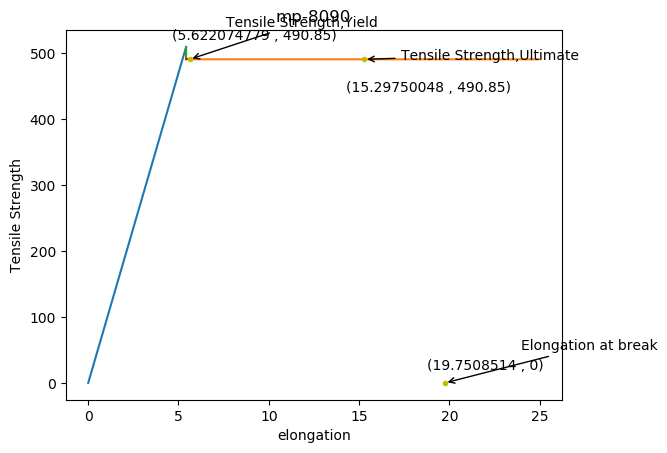 mp-8090
Tensile Strength,Yield
(5.622074779 , 490.85)
Tensile Strength,Ultimate
(15.29750048 , 490.85)
Elongation at break
(19.7508514 , 0)
500
400
300
200
100
0
Tensile Strength
0 5 10 15 20 25
elongation